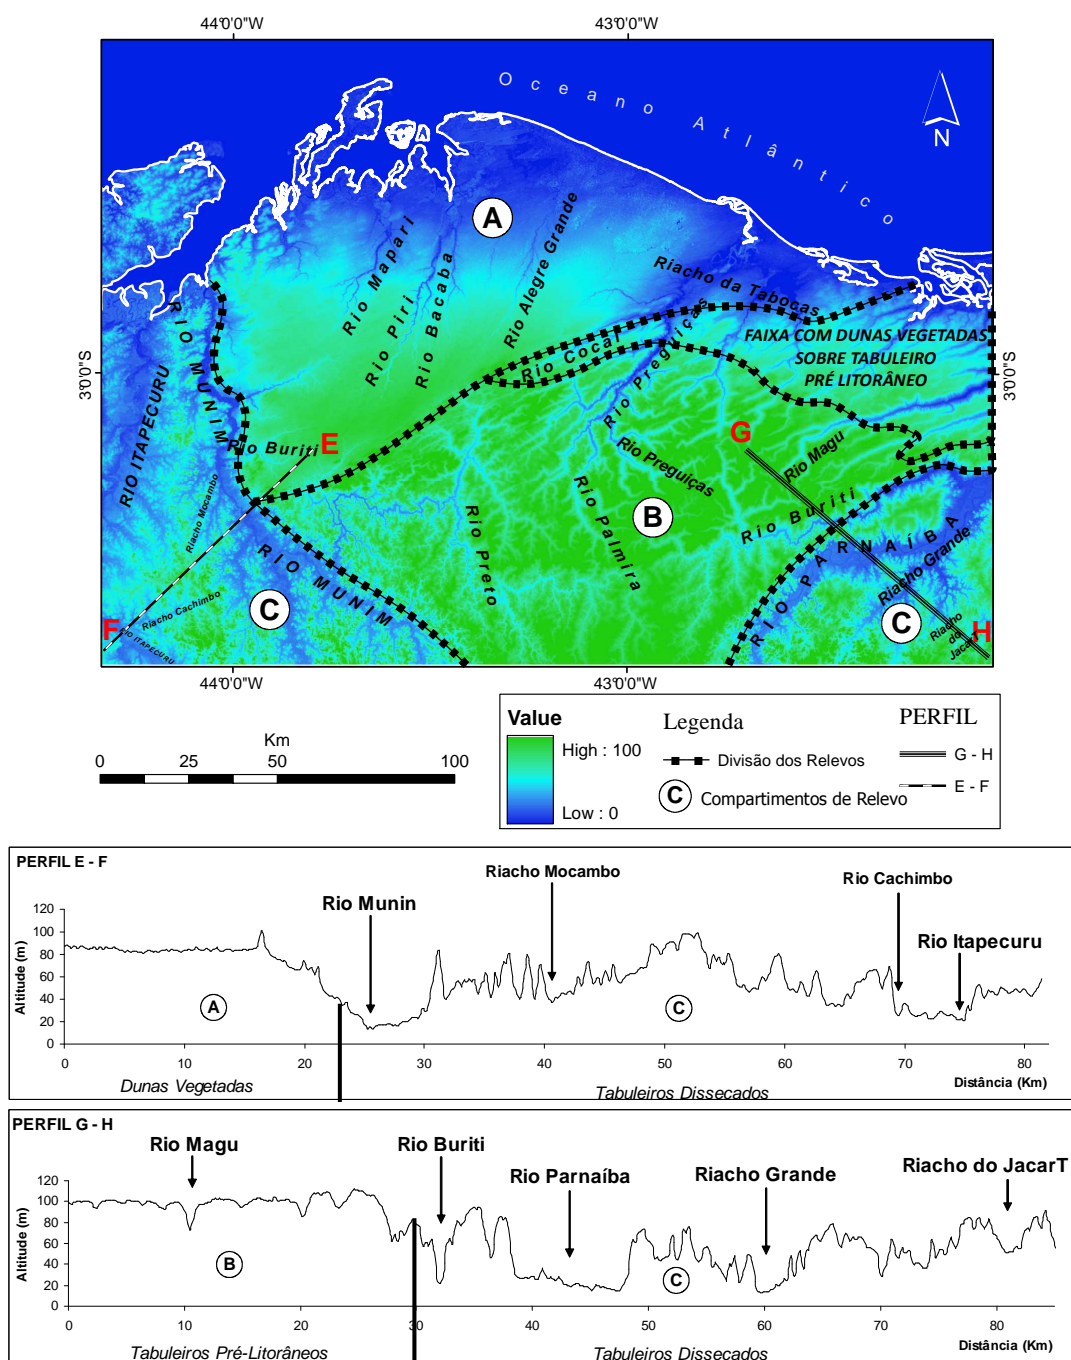 44°0'0"W
43°0'0"W
Oceano Atlântico
N
A
Rio Mapari
Rio Piri
Rio Bacaba
Rio Alegre Grande
Riacho da Tabocas
FAIXA COM DUNAS VEGETADAS
SOBRE TABULEIRO
PRÉ LITORÂNEO
3°0'0"S
3°0'0"S
RIO ITAPECURU
RIO MUNIM
Rio Cocal
Rio Preguiças
Rio Buriti
E
G
Rio Magu
Riacho Mocambo
Rio Preguiças
B
Rio Preto
Rio Palmira
Rio Buriti
RIO PARNAÍBA
Riacho Grande
RIO MUNIM
C
Riacho Cachimbo
F
RIO ITAPECURU
C
Riacho
do
Jacar
H
44°0'0"W
43°0'0"W
Value
High : 100
Low : 0
Legenda
Divisão dos Relevos
C
Compartimentos de Relevo
PERFIL
G - H
E - F
Km
0 25 50 100
PERFIL E - F
Riacho Mocambo
Rio Cachimbo
Rio Munin
Rio Itapecuru
Altitude (m)
120
100
80
60
40
20
0
A
C
0 10 20 30 40 50 60 70 80
Dunas Vegetadas
Tabuleiros Dissecados
Distância (Km)
PERFIL G - H
Rio Magu
Rio Buriti
Rio Parnaíba
Riacho Grande
Riacho do JacarT
Altitude (m)
120
100
80
60
40
20
0
B
C
0 10 20 30 40 50 60 70 80
Tabuleiros Pré-Litorâneos
Tabuleiros Dissecados
Distância (Km)